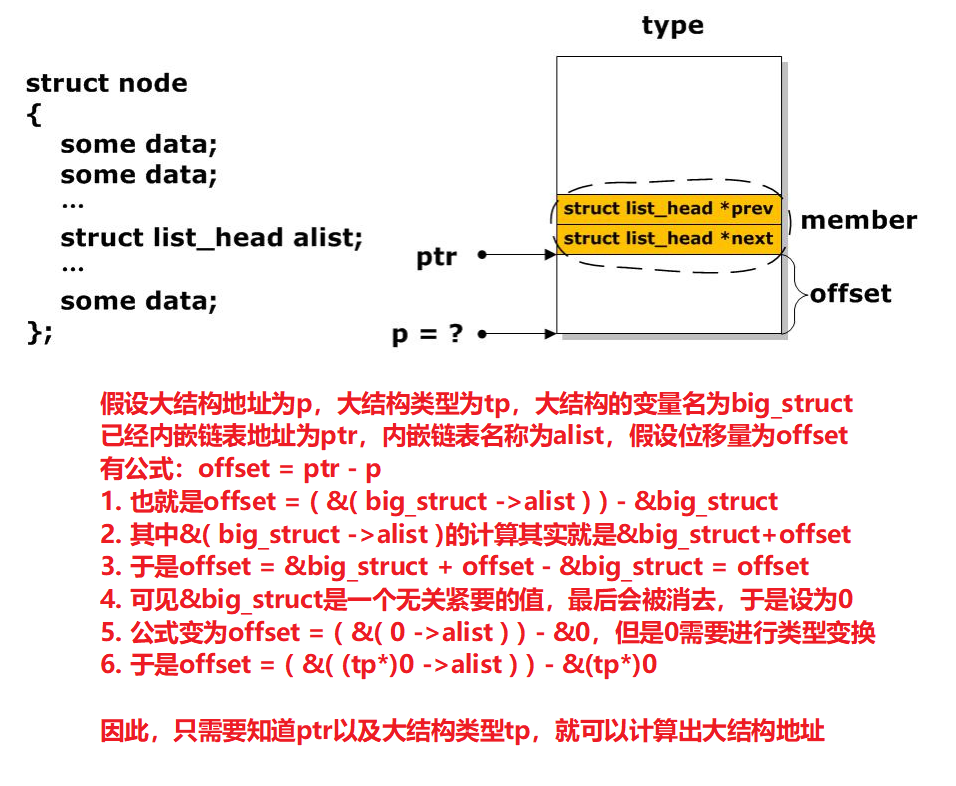 type
struct node
{
some data;
some data;
...
struct list_head alist;
...
some data;
};
struct list_head *prev
struct list_head *next
member
ptr
offset
p = ?
假设大结构地址为p，大结构类型为tp，大结构的变量名为big_struct
已经内嵌链表地址为ptr，内嵌链表名称为alist，假设位移量为offset
有公式：offset = ptr - p
1. 也就是offset = ( &( big_struct ->alist ) ) - &big_struct
2. 其中&( big_struct ->alist )的计算其实就是&big_struct+offset
3. 于是offset = &big_struct + offset - &big_struct = offset
4. 可见&big_struct是一个无关紧要的值，最后会被消去，于是设为0
5. 公式变为offset = ( &( 0 ->alist ) ) - &0，但是0需要进行类型变换
6. 于是offset = ( &( (tp*)0 ->alist ) ) - &(tp*)0
因此，只需要知道ptr以及大结构类型tp，就可以计算出大结构地址